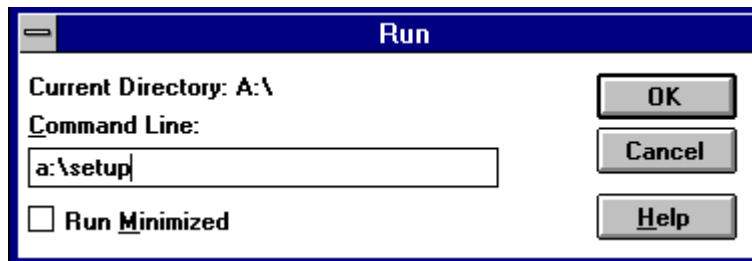 Run
Current Directory: A:\
OK
Command Line:
Cancel
a:\setup
Run Minimized
Help